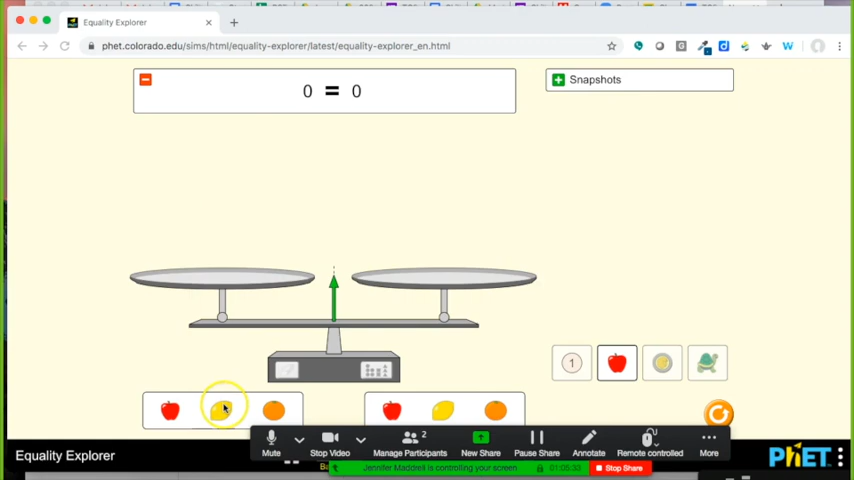 Equality Explorer
phet.colorado.edu/sims/html/equality-explorer/latest/equality-explorer_en.html
0 = 0
Snapshots
1
Mute
Stop Video
2
Manage Participants
New Share
Pause Share
Annotate
Remote controlled
More
Equality Explorer
PhET
Jennifer Maddrell is controlling your screen
01:05:33
Stop Share